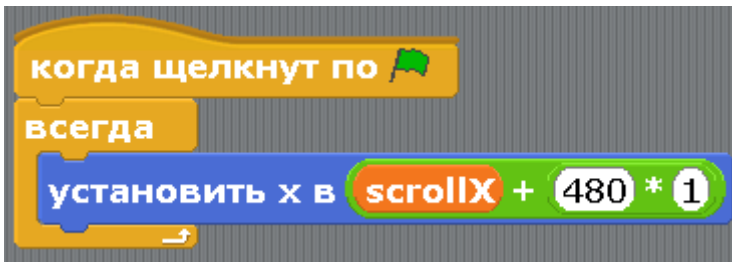 когда щелкнут по
всегда
установить x в scrollX + 480 * 1